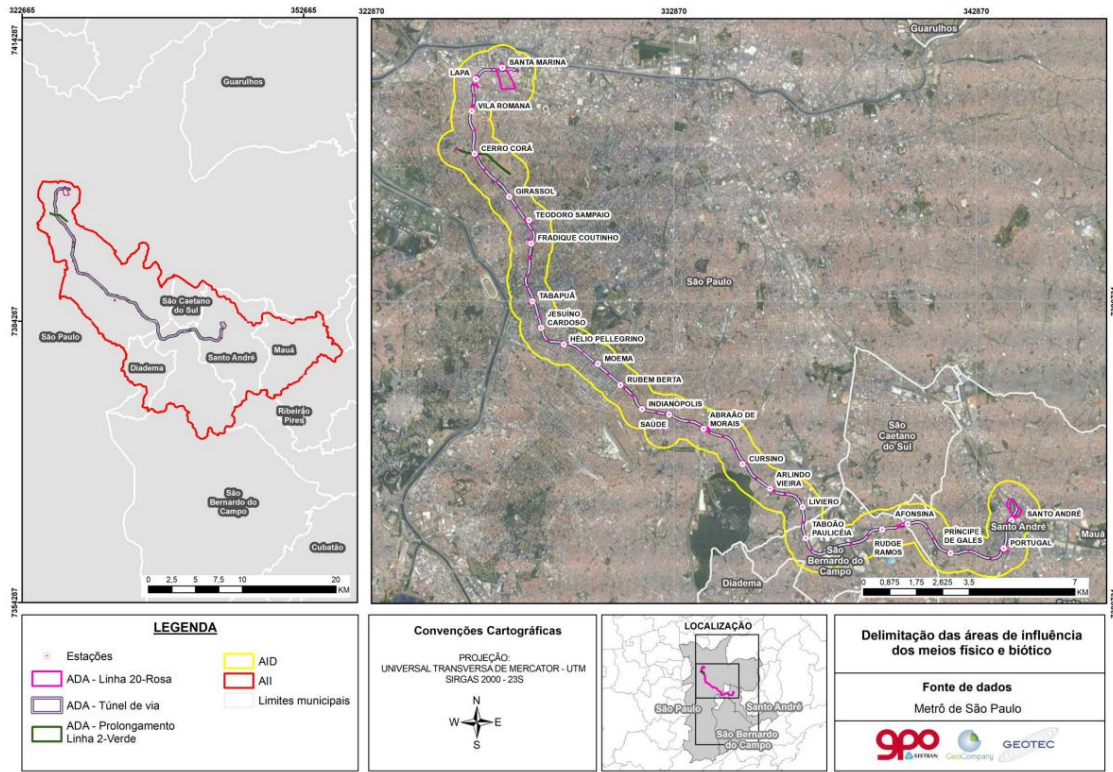 322665
352665
7414287
7384287
7354287
Guarulhos
São Caetano
do Sul
São Paulo
Santo André
Mauá
Diadema
Ribeirão
Pires
São
Bernardo do
Campo
Cubatão
0 2,5 5 7,5 10 20
KM
322870
332870
342870
Guarulhos
SANTA MARINA
LAPA
VILA ROMANA
CERRO CORÁ
GIRASSOL
TEODORO SAMPAIO
FRADIQUE COUTINHO
São Paulo
TABAPUÃ
JESUÍNO
CARDOSO
HÉLIO PELLEGRINO
MOEMA
RUBEM BERTA
INDIANÓPOLIS
SAÚDE
ABRAÃO DE
MORAIS
São
Caetano
do Sul
CURSINO
ARLINDO
VIEIRA
LIVIERO
TABOÃO
PAULICÉIA
AFONSINA
SANTO ANDRÉ
Santo André
RUDGE
RAMOS
PRÍNCIPE
DE GALES
PORTUGAL
Mauá
São
Bernardo
do Campo
Diadema
0 0,875 1,75 2,625 3,5 7
KM
LEGENDA
Estações
ADA - Linha 20-Rosa
ADA - Túnel de via
ADA - Prolongamento
Linha 2-Verde
AID
AII
Limites municipais
Convenções Cartográficas
PROJEÇÃO:
UNIVERSAL TRANSVERSA DE MERCATOR - UTM
SIRGAS 2000 - 23S
N
W E
S
LOCALIZAÇÃO
São Paulo
Santo André
São Bernardo
do Campo
Delimitação das áreas de influência
dos meios físico e biótico
Fonte de dados
Metrô de São Paulo
gpo
SISTRAN
GeoCompany
GEOTEC